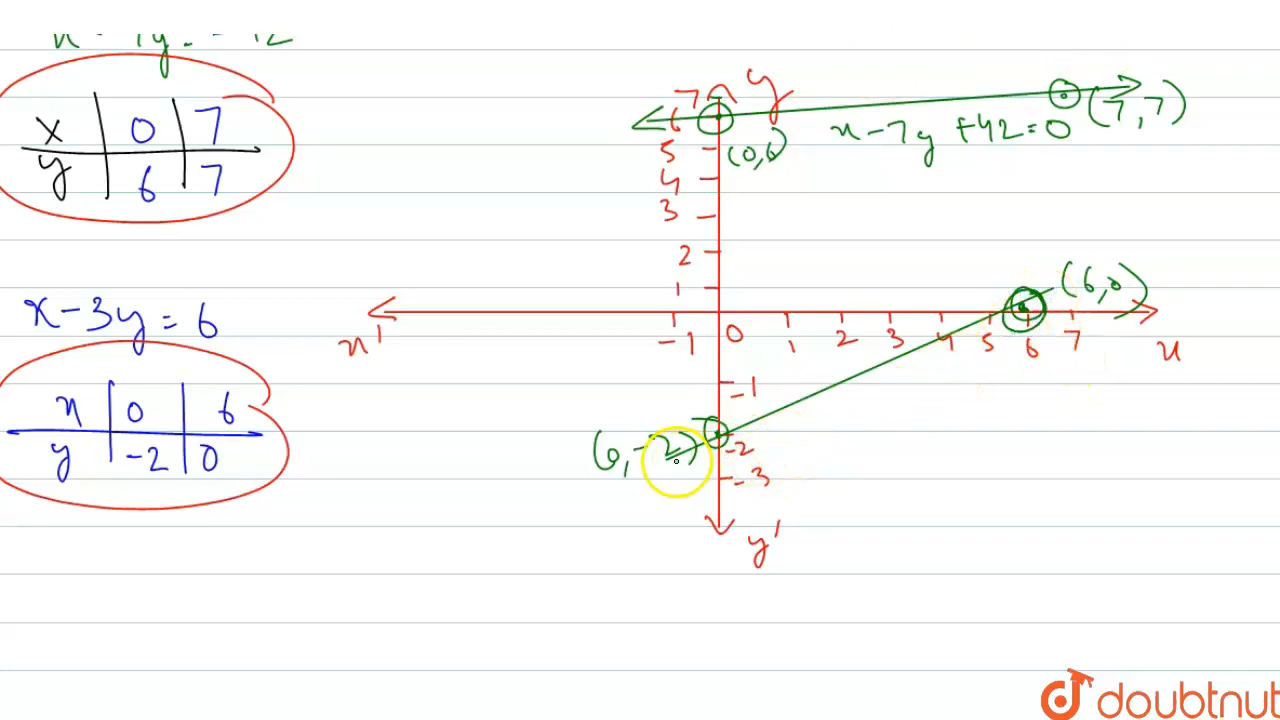 x - 7y = - 42
x 0 7
y 6 7
x - 3y = 6
x 0 6
y -2 0
y
7
6
5
4
3
2
1
(7, 7)
x - 7y + 42 = 0
(0, 6)
(6, 0)
x'
-1 0 1 2 3 4 5 6 7
x
-1
(0, -2)
-2
-3
y'
doubtnut